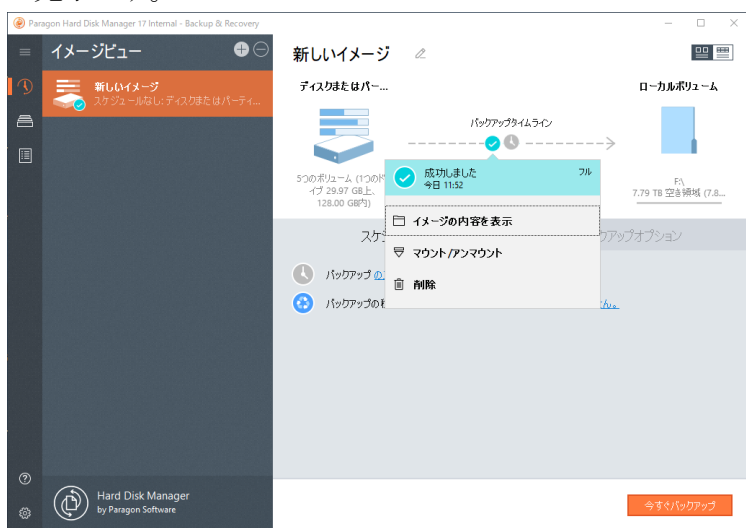 Paragon Hard Disk Manager 17 Internal - Backup & Recovery
イメージビュー
新しいイメージ
スケジュールなし: ディスクまたはパーティ...
新しいイメージ
ディスクまたはパー...
ローカルボリューム
バックアップタイムライン
5つのボリューム (1つのド
イブ 29.97 GB上、
128.00 GB内)
F:\
7.79 TB 空き領域 (7.8...
成功しました
フル
今日 11:52
イメージの内容を表示
マウント/アンマウント
削除
スケジ
アップオプション
バックアップ
バックアップの
ん。
Hard Disk Manager
by Paragon Software
今すぐバックアップ